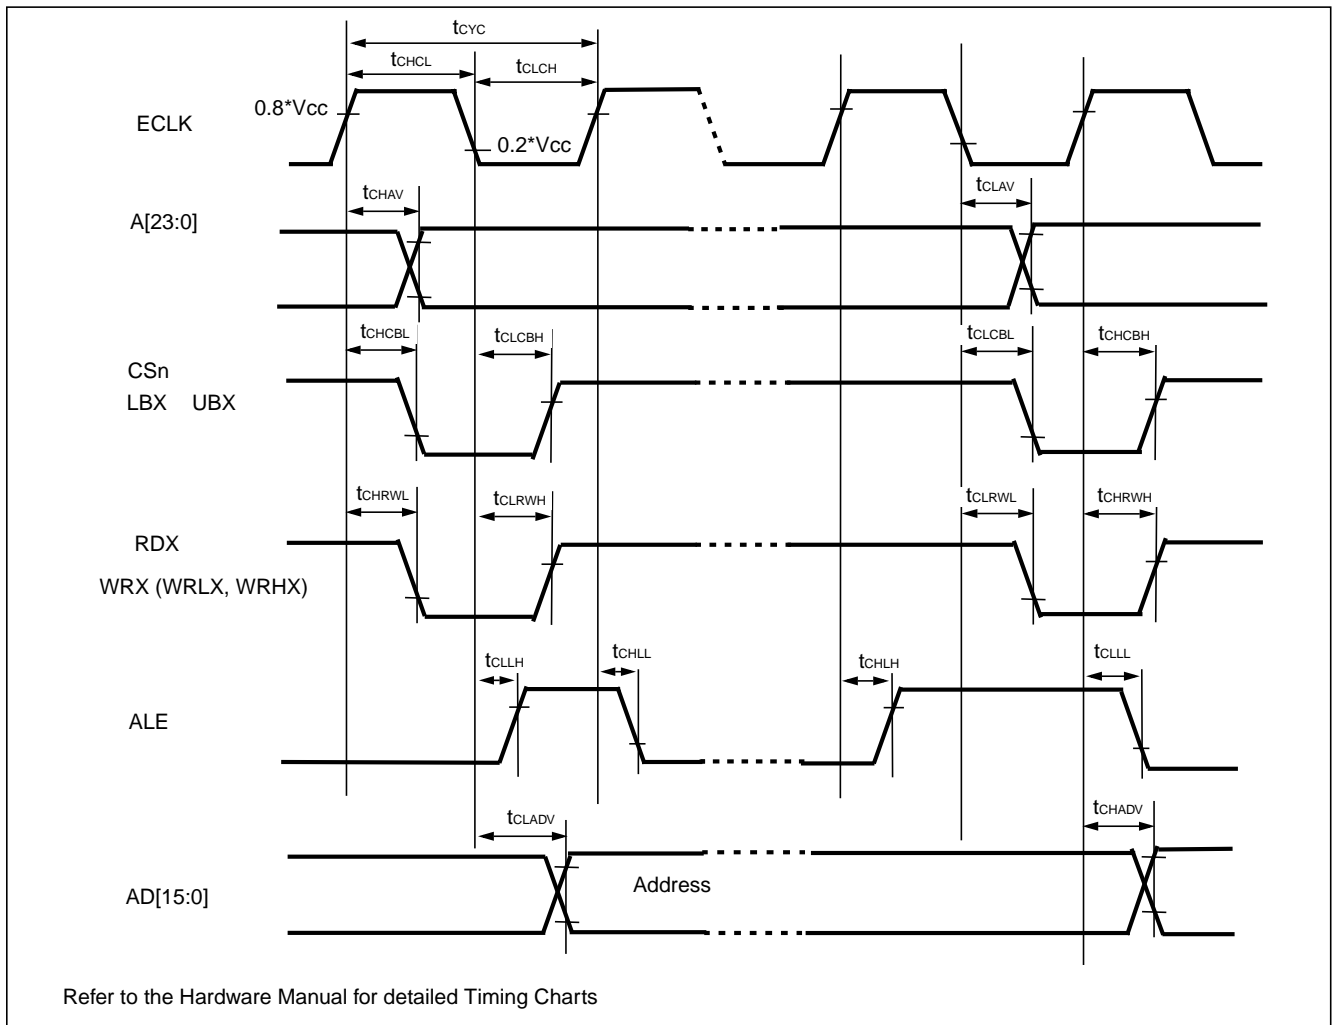 tCYC
tCHCL
tCLCH
0.8*Vcc
ECLK
0.2*Vcc
tCHAV
tCLAV
A[23:0]
tCHCBL
tCLCBH
tCLCBL
tCHCBH
CSn
LBX UBX
tCHRWL
tCLRWH
tCLRWL
tCHRWH
RDX
WRX (WRLX, WRHX)
tCLLH
tCHLL
tCHLH
tCLLL
ALE
tCLADV
tCHADV
Address
AD[15:0]
Refer to the Hardware Manual for detailed Timing Charts